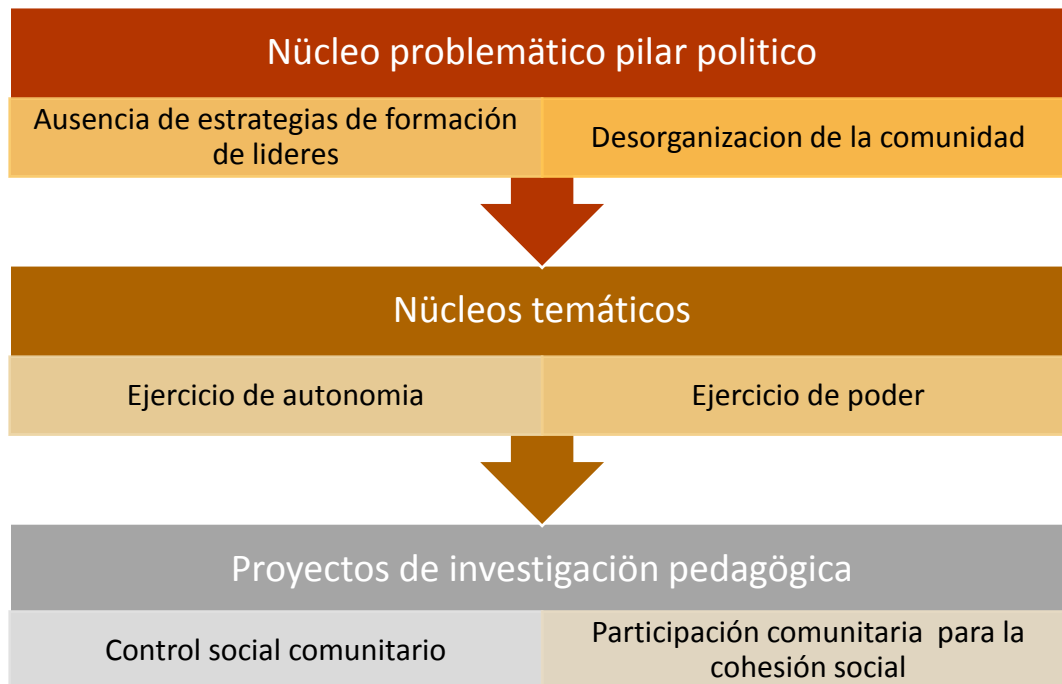 Nücleo problemätico pilar politico
Ausencia de estrategias de formación
de lideres
Desorganizacion de la comunidad
Nücleos temáticos
Ejercicio de autonomia
Ejercicio de poder
Proyectos de investigaciön pedagögica
Control social comunitario
Participación comunitaria para la
cohesión social